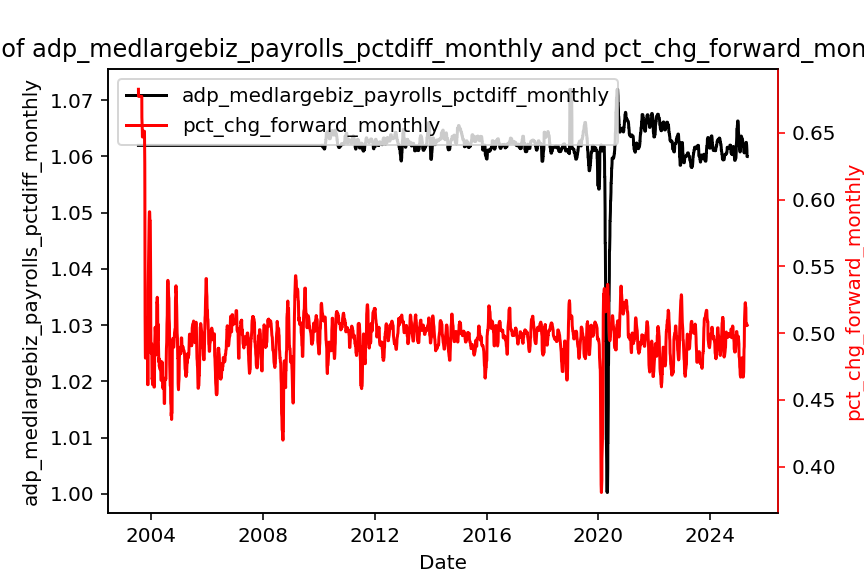 of adp_medlargebiz_payrolls_pctdiff_monthly and pct_chg_forward_mon
adp_medlargebiz_payrolls_pctdiff_monthly
pct_chg_forward_monthly
1.07
1.06
1.05
1.04
1.03
1.02
1.01
1.00
adp_medlargebiz_payrolls_pctdiff_monthly
0.65
0.60
0.55
0.50
0.45
0.40
pct_chg_forward_monthly
2004 2008 2012 2016 2020 2024
Date